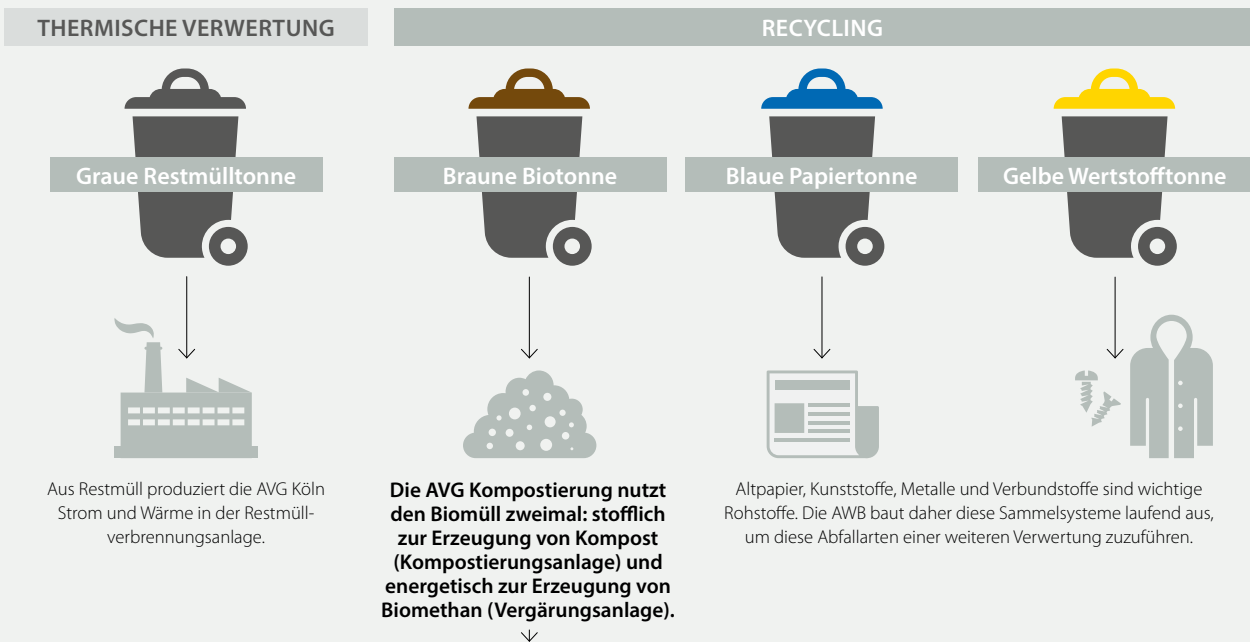 THERMISCHE VERWERTUNG
RECYCLING
Graue Restmülltonne
Braune Biotonne
Blaue Papiertonne
Gelbe Wertstofftonne
Aus Restmüll produziert die AVG Köln
Strom und Wärme in der Restmüll-
verbrennungsanlage.
Die AVG Kompostierung nutzt
den Biomüll zweimal: stofflich
zur Erzeugung von Kompost
(Kompostierungsanlage) und
energetisch zur Erzeugung von
Biomethan (Vergärungsanlage).
Altpapier, Kunststoffe, Metalle und Verbundstoffe sind wichtige
Rohstoffe. Die AWB baut daher diese Sammelsysteme laufend aus,
um diese Abfallarten einer weiteren Verwertung zuzuführen.